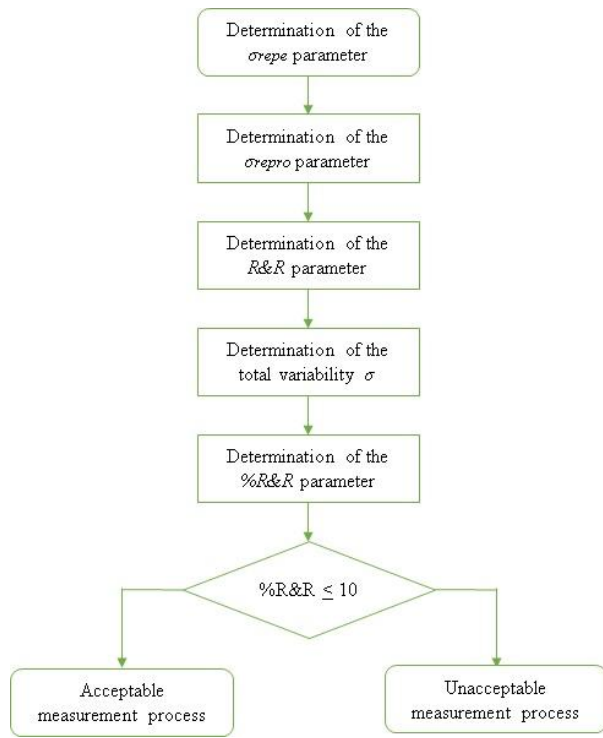 Determination of the
σrepe parameter
Determination of the
σrepro parameter
Determination of the
R&R parameter
Determination of the
total variability σ
Determination of the
%R&R parameter
%R&R ≤ 10
Acceptable
measurement process
Unacceptable
measurement process